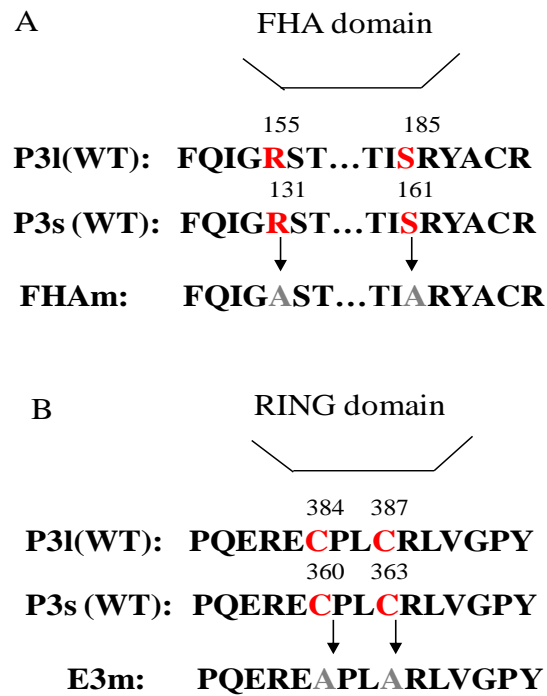 A
FHA domain
155 185
P3l(WT): FQIGRST...TISRYACR
131 161
P3s (WT): FQIGRST...TISRYACR
FHAm: FQIGAST...TIARYACR
B
RING domain
384 387
P3l(WT): PQERECPLCRLVGPY
360 363
P3s (WT): PQERECPLCRLVGPY
E3m: PQEREAPLARLVGPY